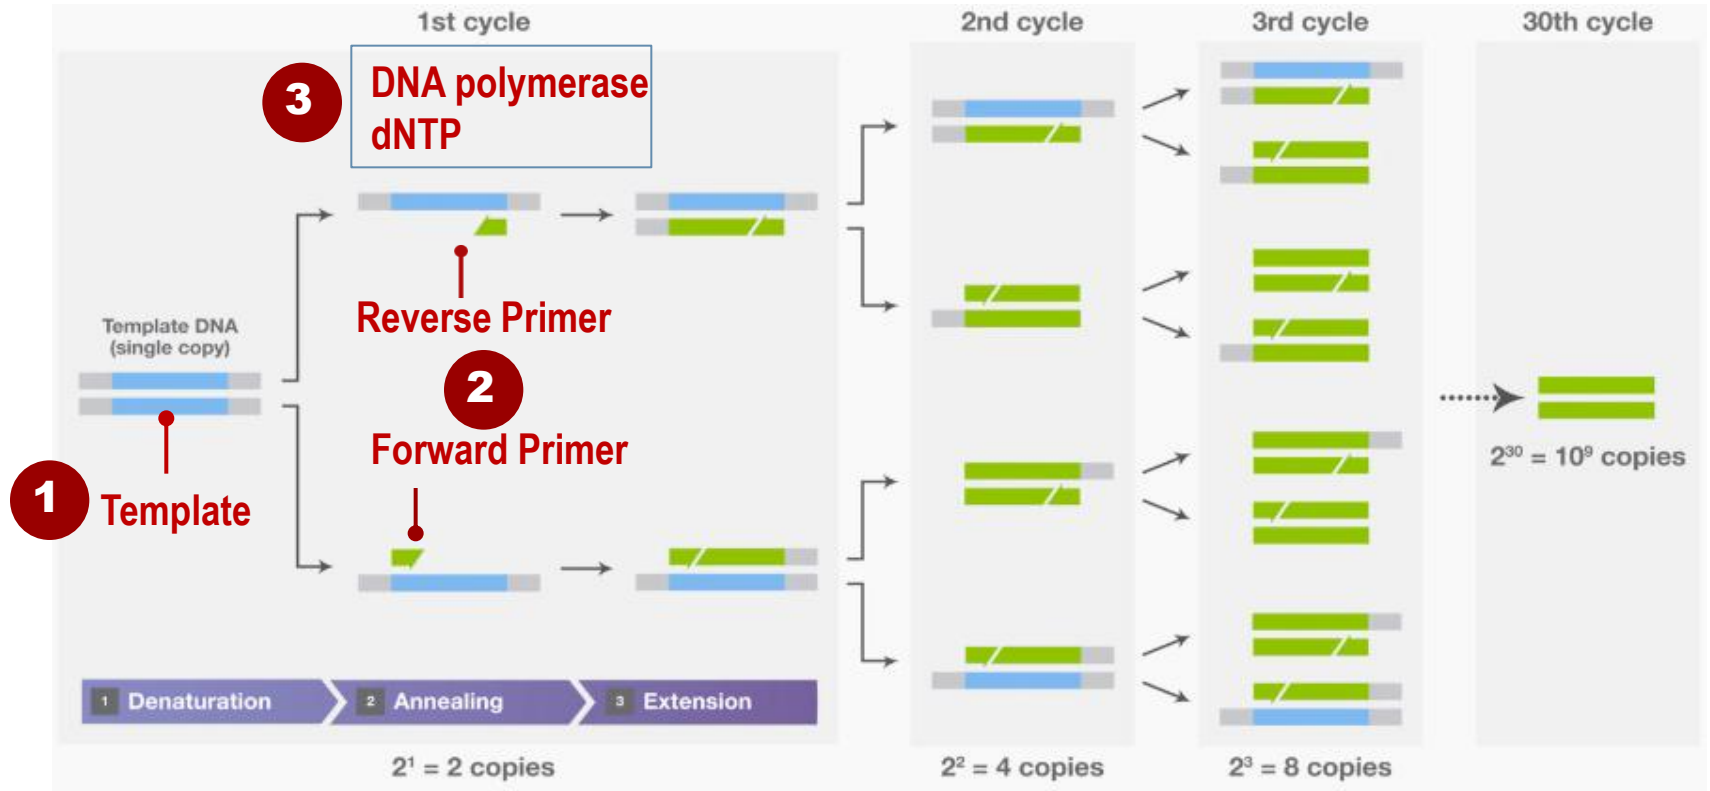 1st cycle
2nd cycle
3rd cycle
30th cycle
3
DNA polymerase
dNTP
Reverse Primer
Template DNA
(single copy)
2
Forward Primer
1
Template
2³⁰ = 10⁹ copies
1 Denaturation
2 Annealing
3 Extension
2¹ = 2 copies
2² = 4 copies
2³ = 8 copies